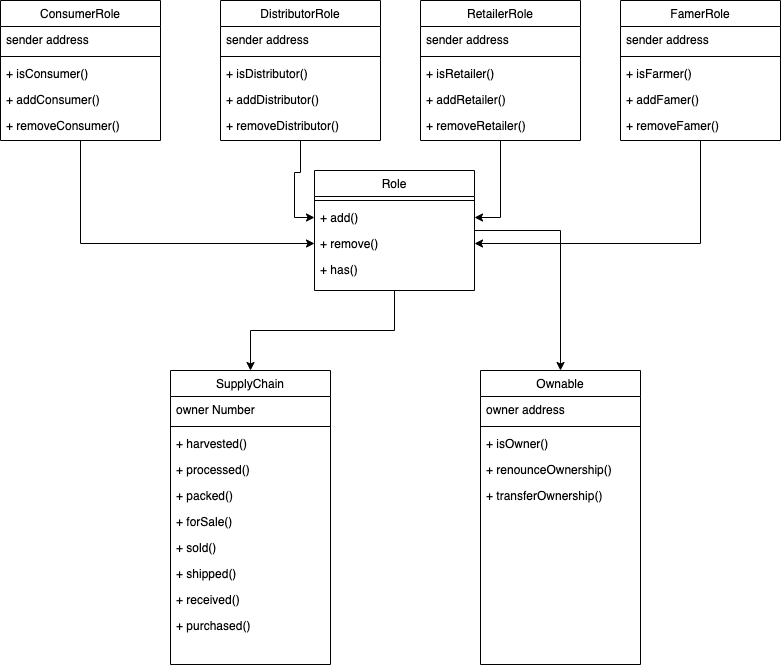 ConsumerRole
sender address
+ isConsumer()
+ addConsumer()
+ removeConsumer()
DistributorRole
sender address
+ isDistributor()
+ addDistributor()
+ removeDistributor()
RetailerRole
sender address
+ isRetailer()
+ addRetailer()
+ removeRetailer()
FamerRole
sender address
+ isFarmer()
+ addFamer()
+ removeFamer()
Role
+ add()
+ remove()
+ has()
SupplyChain
owner Number
+ harvested()
+ processed()
+ packed()
+ forSale()
+ sold()
+ shipped()
+ received()
+ purchased()
Ownable
owner address
+ isOwner()
+ renounceOwnership()
+ transferOwnership()